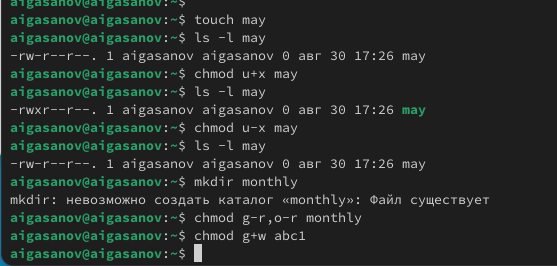 aigasanov@aigasanov:~$
aigasanov@aigasanov:~$ touch may
aigasanov@aigasanov:~$ ls -l may
-rw-r--r--. 1 aigasanov aigasanov 0 авг 30 17:26 may
aigasanov@aigasanov:~$ chmod u+x may
aigasanov@aigasanov:~$ ls -l may
-rwxr--r--. 1 aigasanov aigasanov 0 авг 30 17:26 may
aigasanov@aigasanov:~$ chmod u-x may
aigasanov@aigasanov:~$ ls -l may
-rw-r--r--. 1 aigasanov aigasanov 0 авг 30 17:26 may
aigasanov@aigasanov:~$ mkdir monthly
mkdir: невозможно создать каталог «monthly»: Файл существует
aigasanov@aigasanov:~$ chmod g-r,o-r monthly
aigasanov@aigasanov:~$ chmod g+w abc1
aigasanov@aigasanov:~$